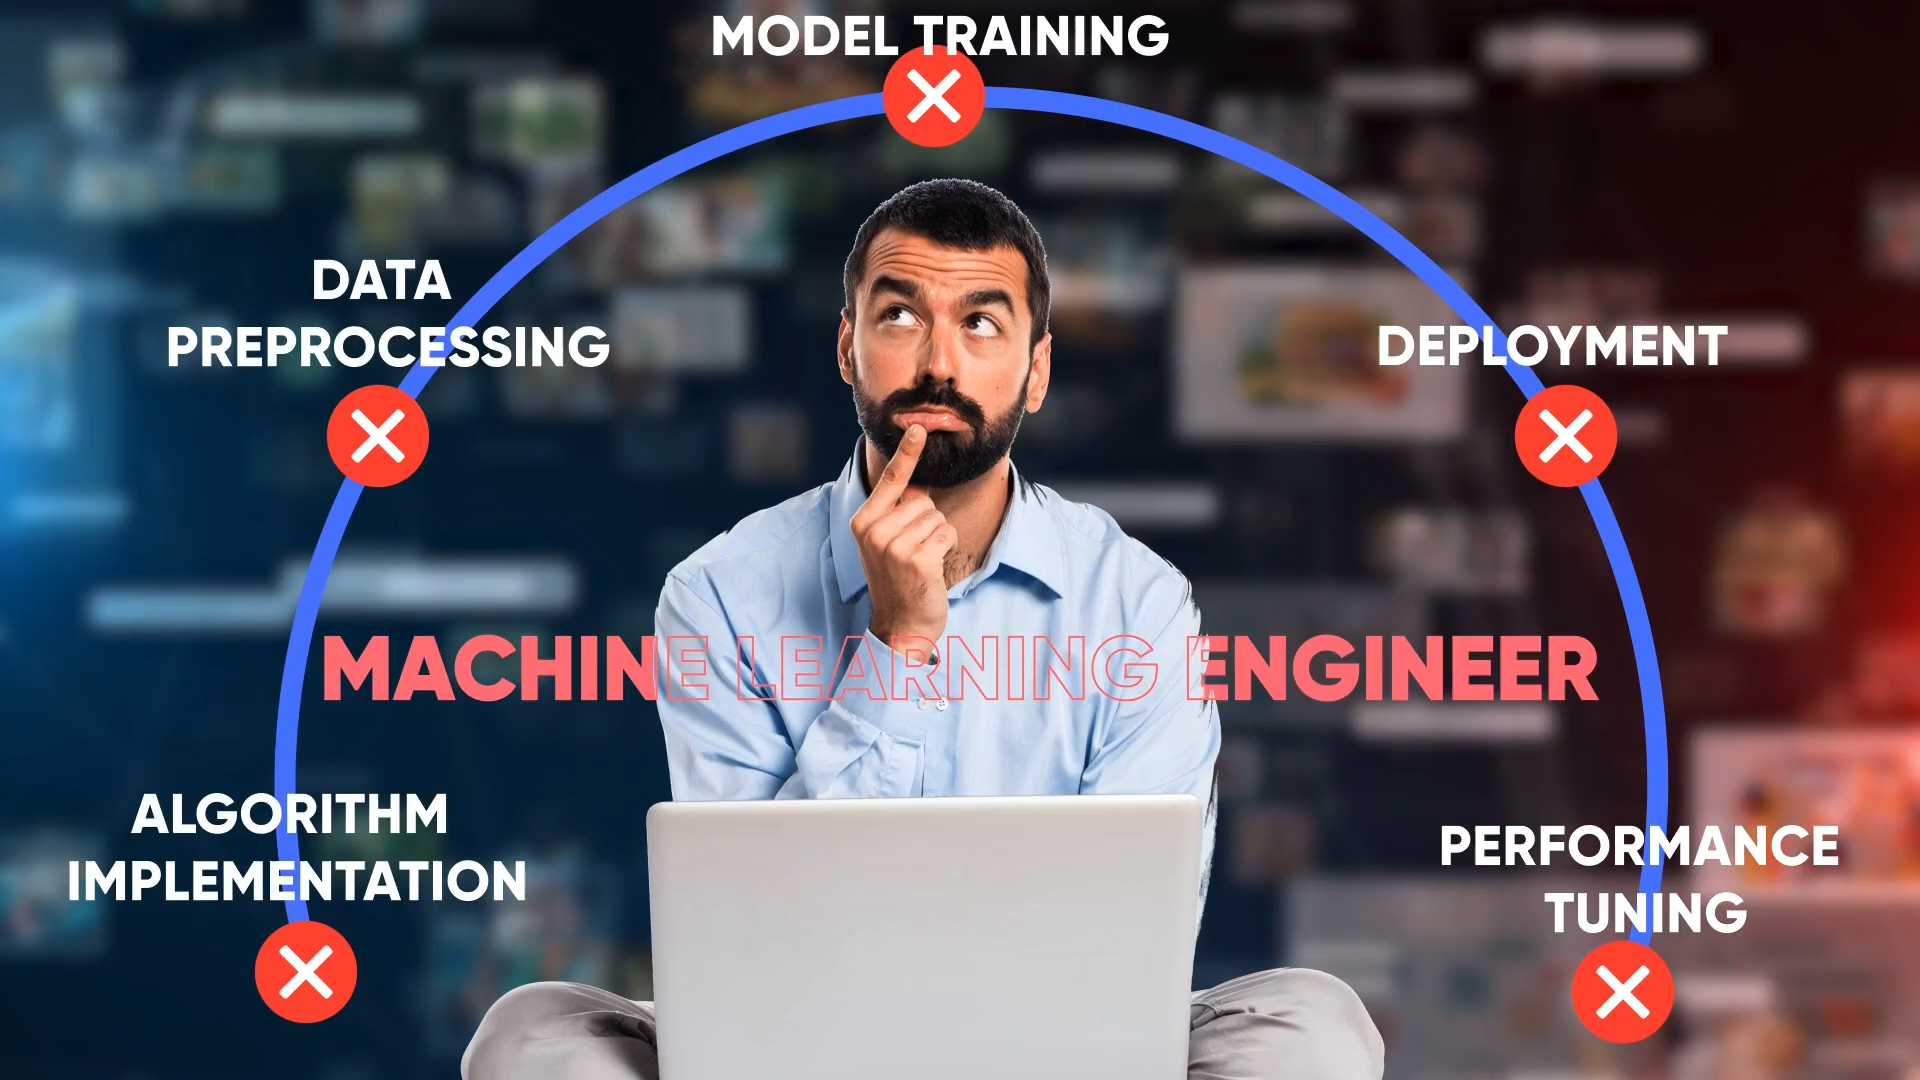 MODEL TRAINING
DATA
PREPROCESSING
DEPLOYMENT
MACHINE LEARNING ENGINEER
ALGORITHM
IMPLEMENTATION
PERFORMANCE
TUNING